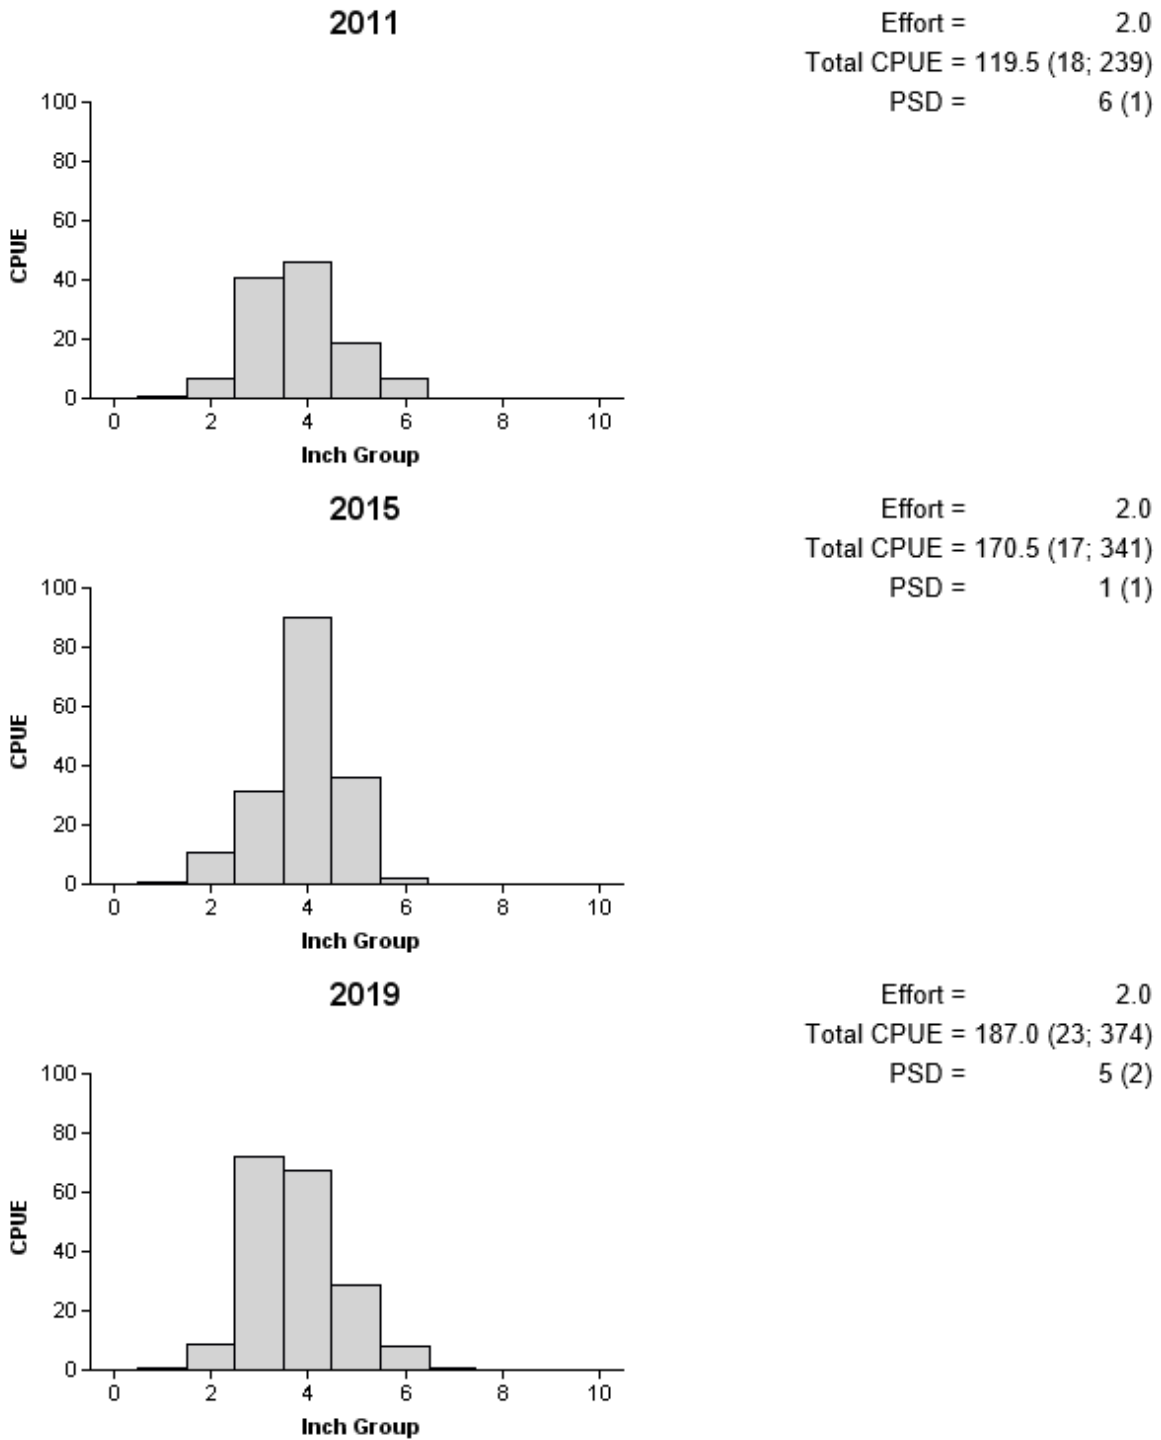 2011
Effort = 2.0
Total CPUE = 119.5 (18; 239)
PSD = 6 (1)
100
80
60
40
20
0
CPUE
0 2 4 6 8 10
Inch Group
2015
Effort = 2.0
Total CPUE = 170.5 (17; 341)
PSD = 1 (1)
100
80
60
40
20
0
CPUE
0 2 4 6 8 10
Inch Group
2019
Effort = 2.0
Total CPUE = 187.0 (23; 374)
PSD = 5 (2)
100
80
60
40
20
0
CPUE
0 2 4 6 8 10
Inch Group